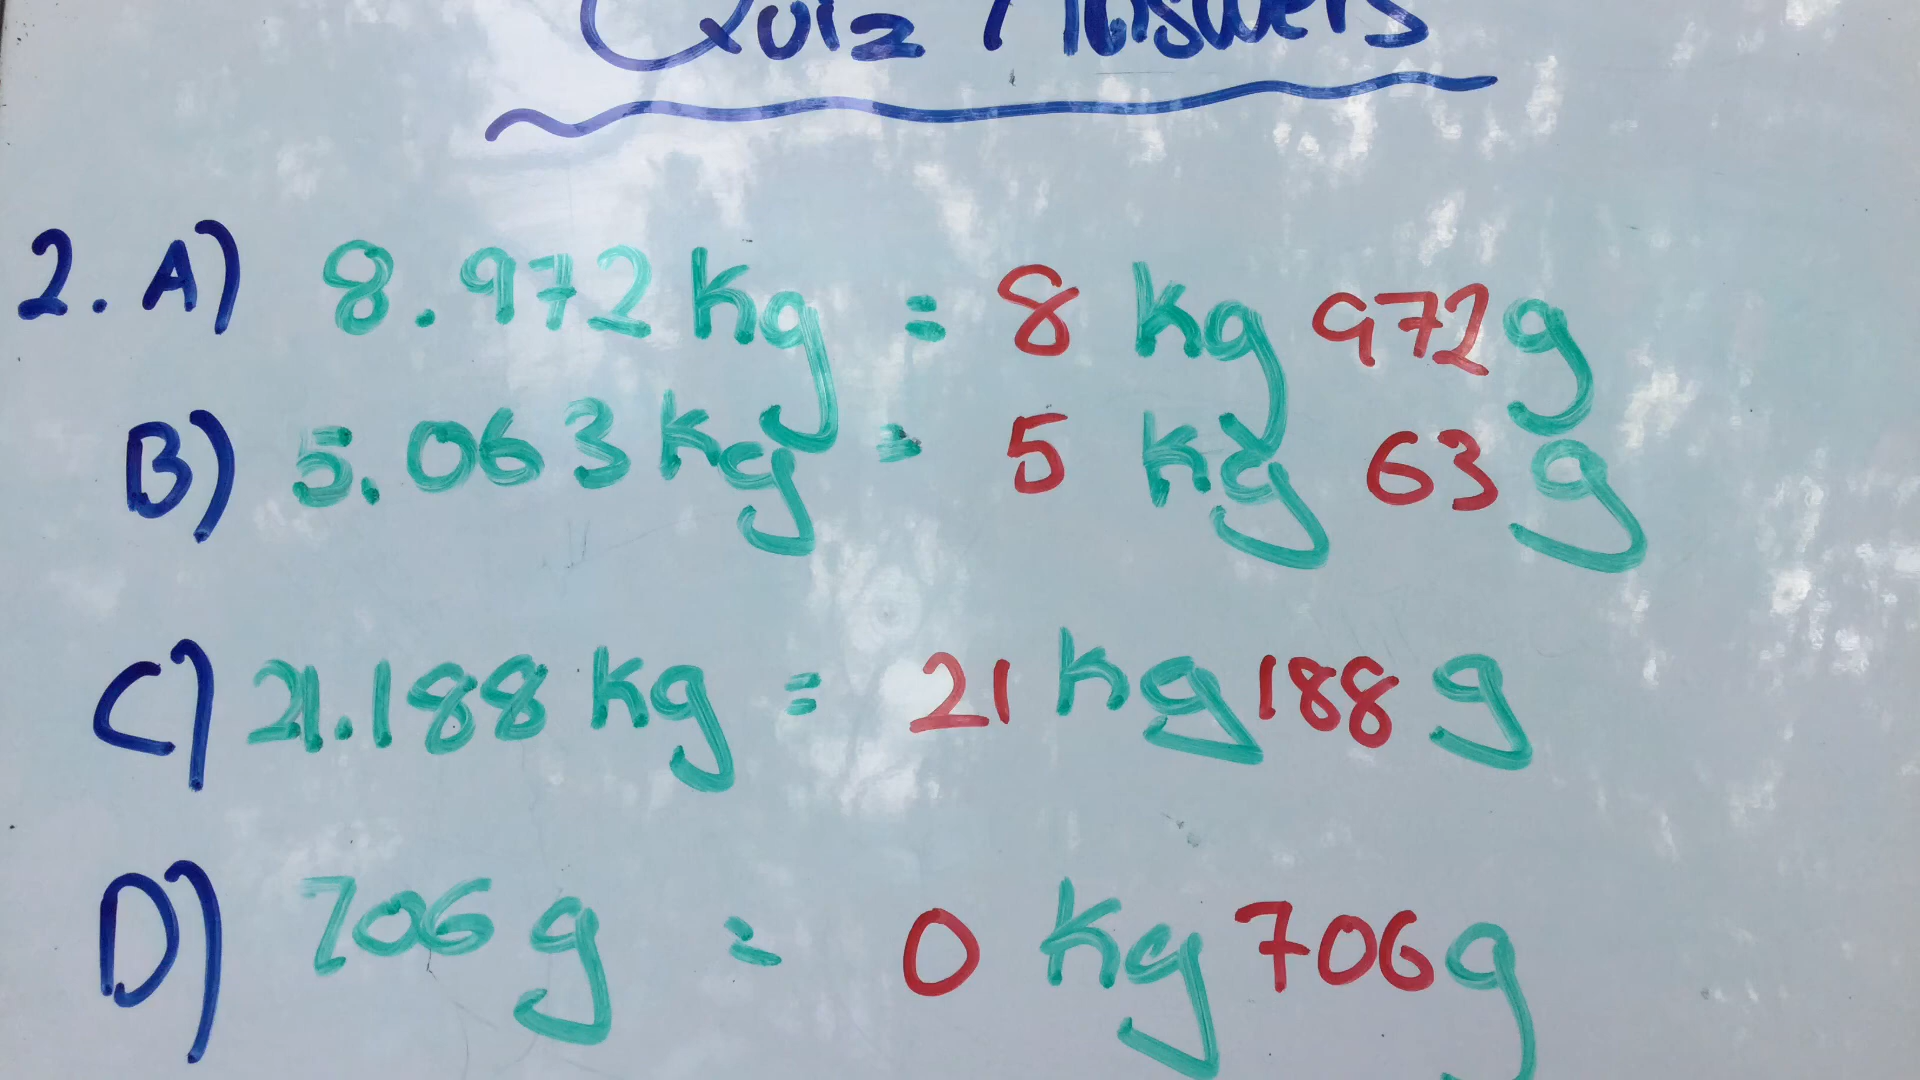 Quiz Answers
2. A) 8.972 kg = 8 kg 972g
B) 5.063 kg = 5 kg 63 g
C) 21.188 kg = 21 kg 188 g
D) 706 g = 0 kg 706 g